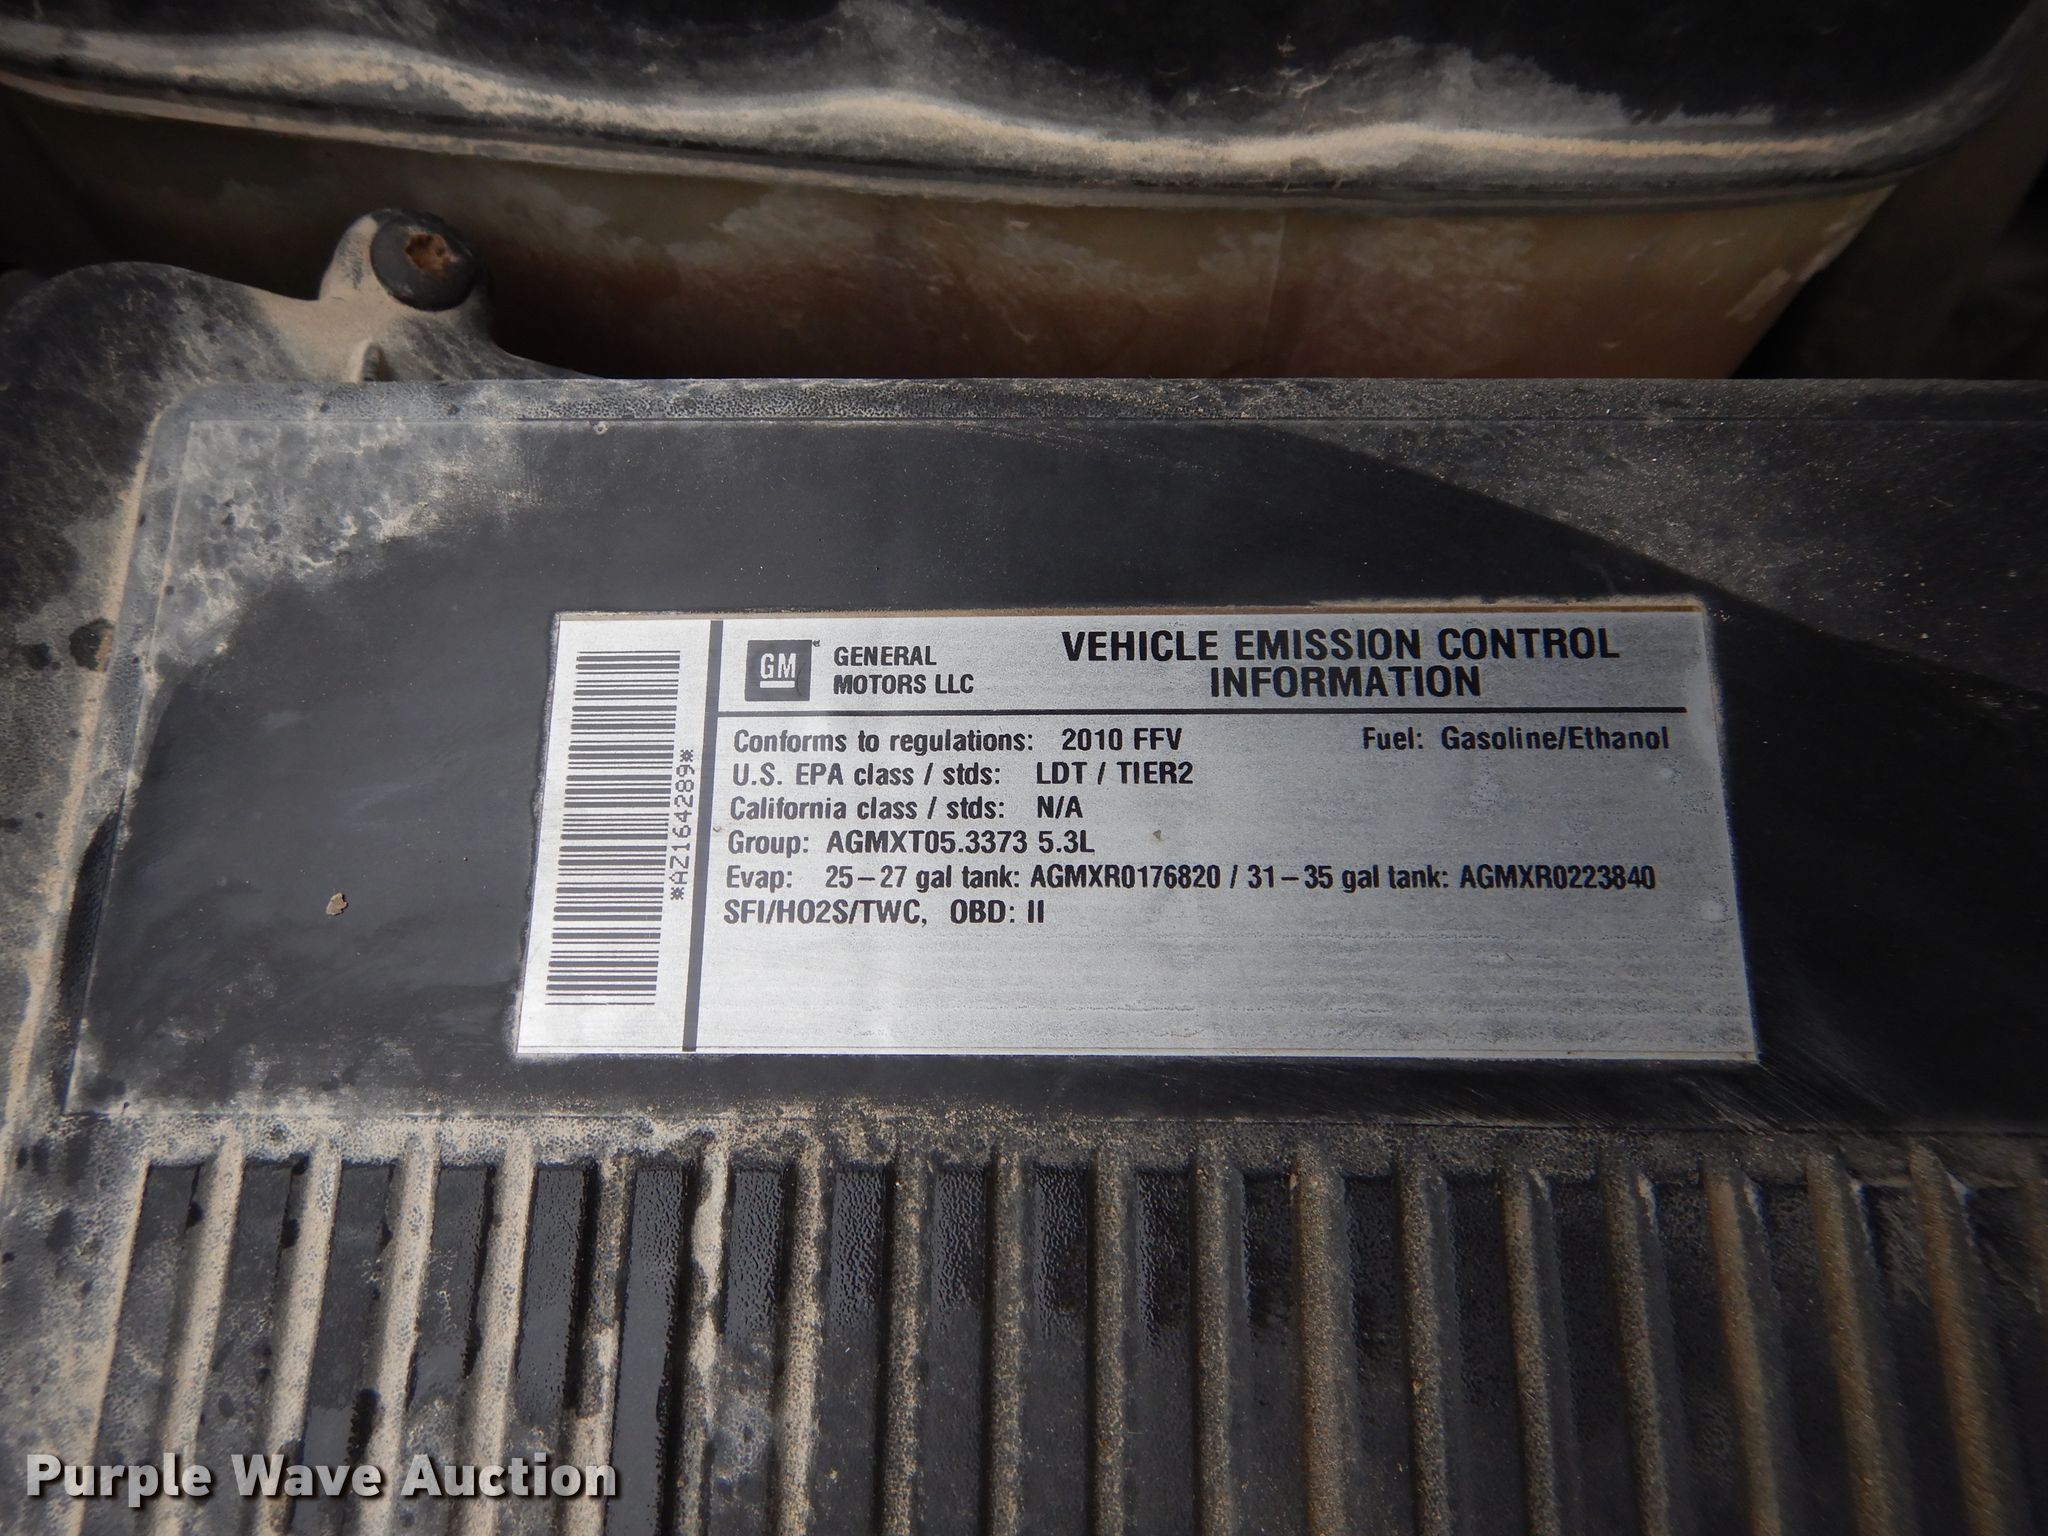 GM
GENERAL
MOTORS LLC
VEHICLE EMISSION CONTROL
INFORMATION
Conforms to regulations: 2010 FFV Fuel: Gasoline/Ethanol
U.S. EPA class / stds: LDT / TIER2
California class / stds: N/A
Group: AGMXT05.3373 5.3L
Evap: 25-27 gal tank: AGMXR0176820 / 31-35 gal tank: AGMXR0223840
SFI/HO2S/TWC, OBD: II
*AZ164289*
Purple Wave Auction